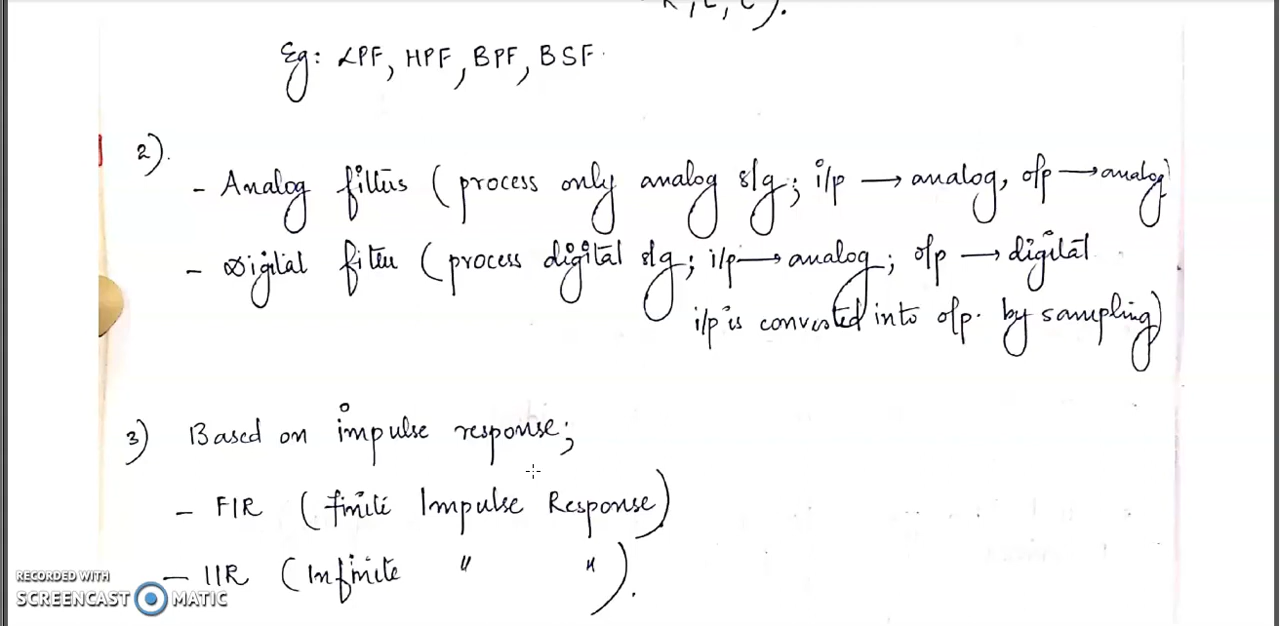 R, L, C).
Eg: LPF, HPF, BPF, BSF.
2).
- Analog filters (process only analog slg; i/p → analog, o/p → analog)
- Digital filter (process digital slg; i/p → analog; o/p → digital
i/p is converted into o/p. by sampling)
3) Based on impulse response;
- FIR (finite Impulse Response)
- IIR (Infinite " ").
RECORDED WITH
SCREENCAST MATIC